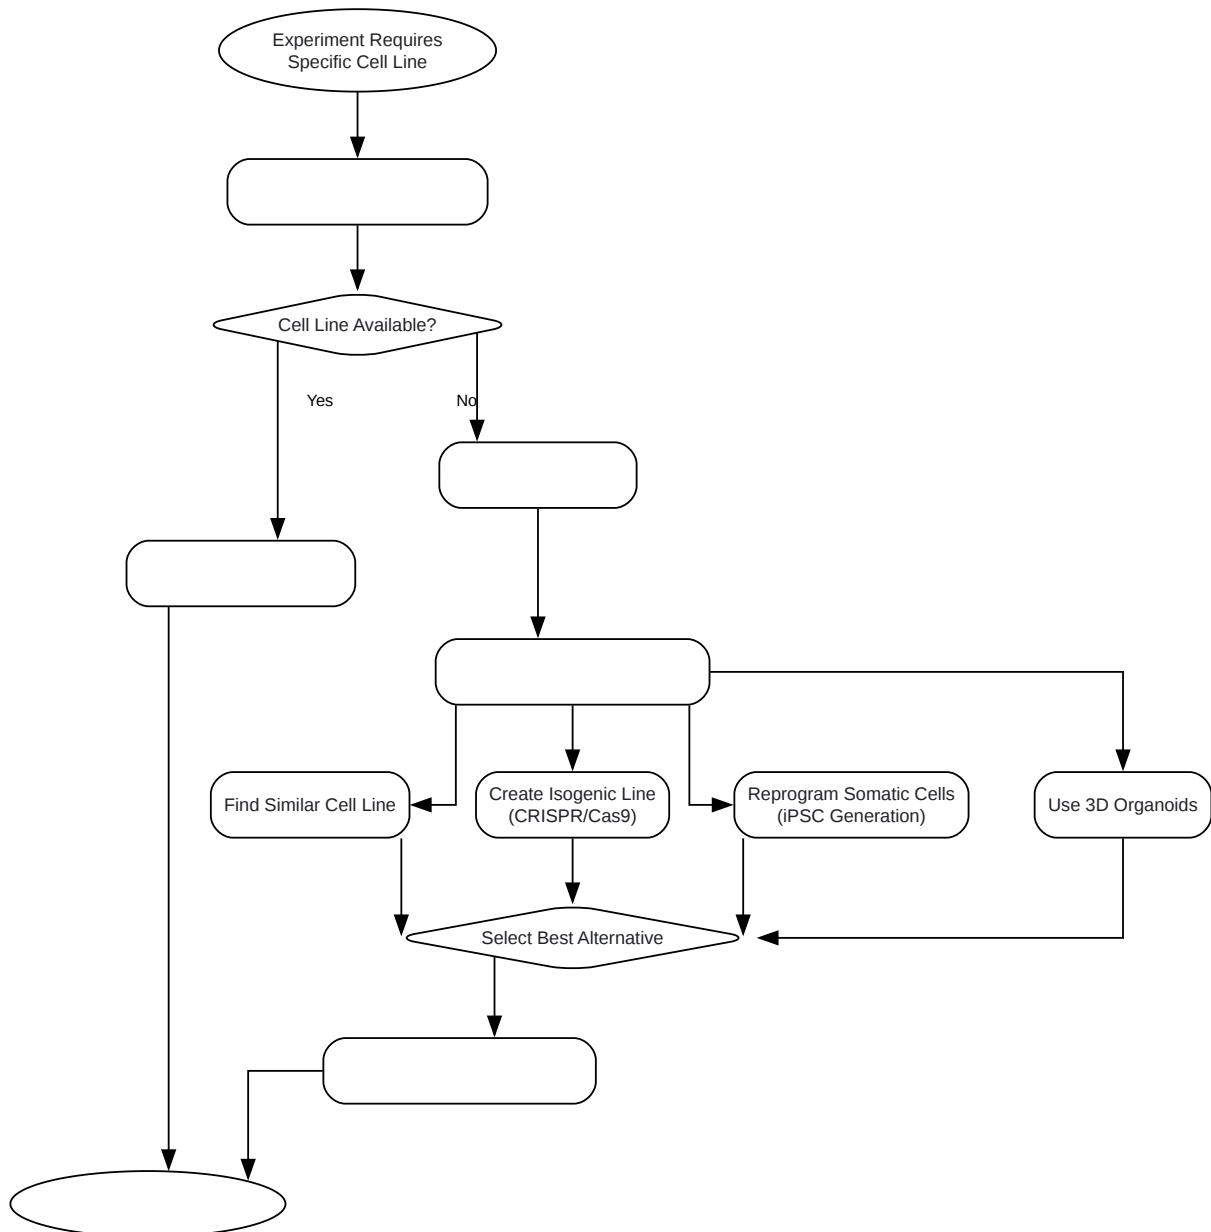 Experiment Requires
Specific Cell Line
Cell Line Available?
Yes
No
Find Similar Cell Line
Create Isogenic Line
(CRISPR/Cas9)
Reprogram Somatic Cells
(iPSC Generation)
Use 3D Organoids
Select Best Alternative